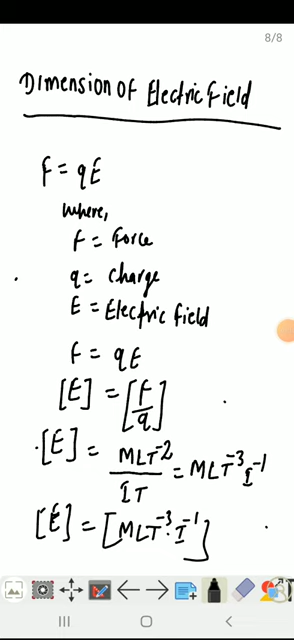 8/8
Dimension of Electric Field
F = qE
where,
F = Force
q = Charge
E = Electric field
F = qE
[E] = [F/q]
[E] = MLT⁻²/IT = MLT⁻³I⁻¹
[E] = [MLT⁻³I⁻¹]